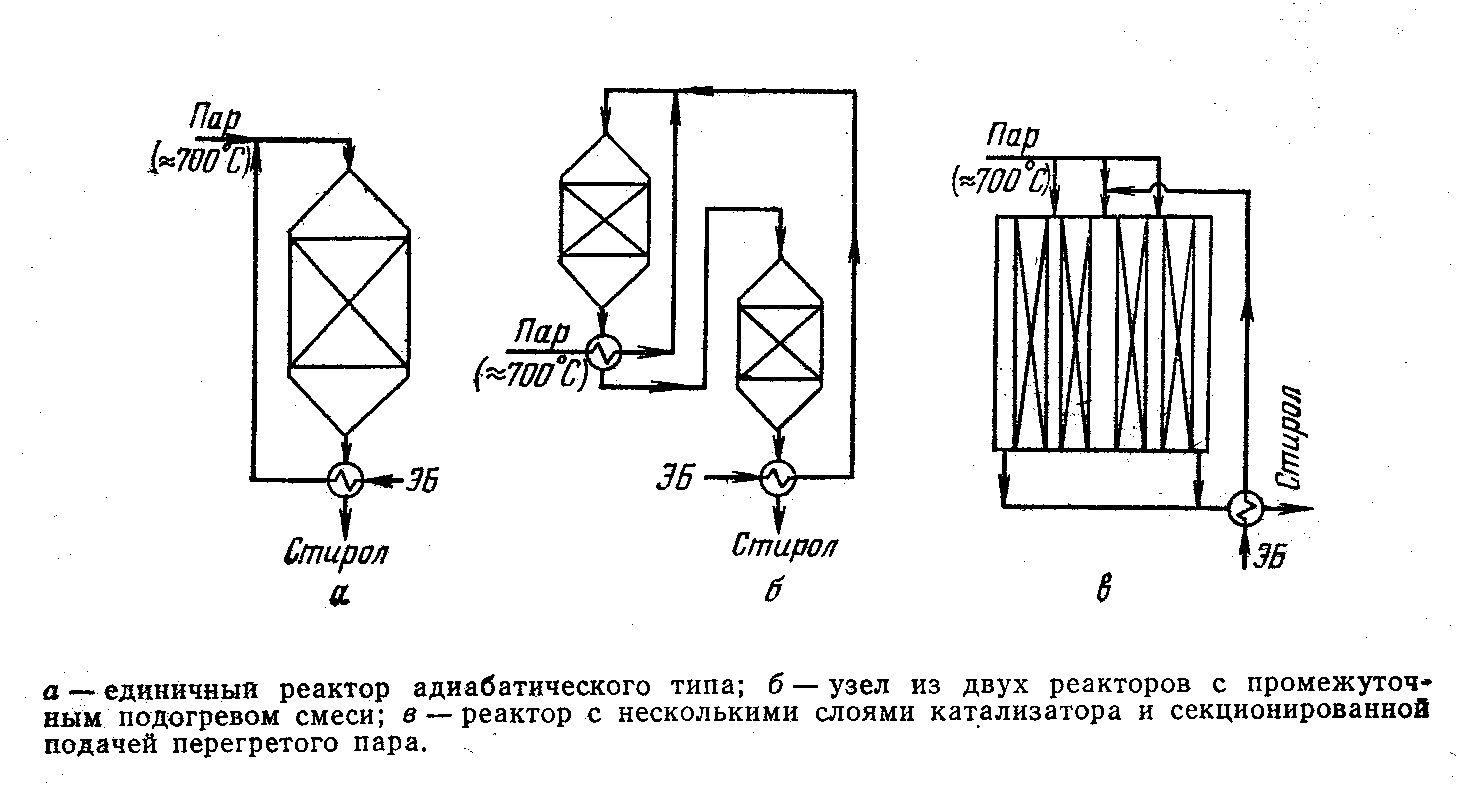 Пар
(≈700°С)
ЭБ
Стирол
а
Пар
(≈700°С)
ЭБ
Стирол
б
Пар
(≈700°С)
Стирол
ЭБ
в
а — единичный реактор адиабатического типа; б — узел из двух реакторов с промежуточ-
ным подогревом смеси; в — реактор с несколькими слоями катализатора и секционированной
подачей перегретого пара.